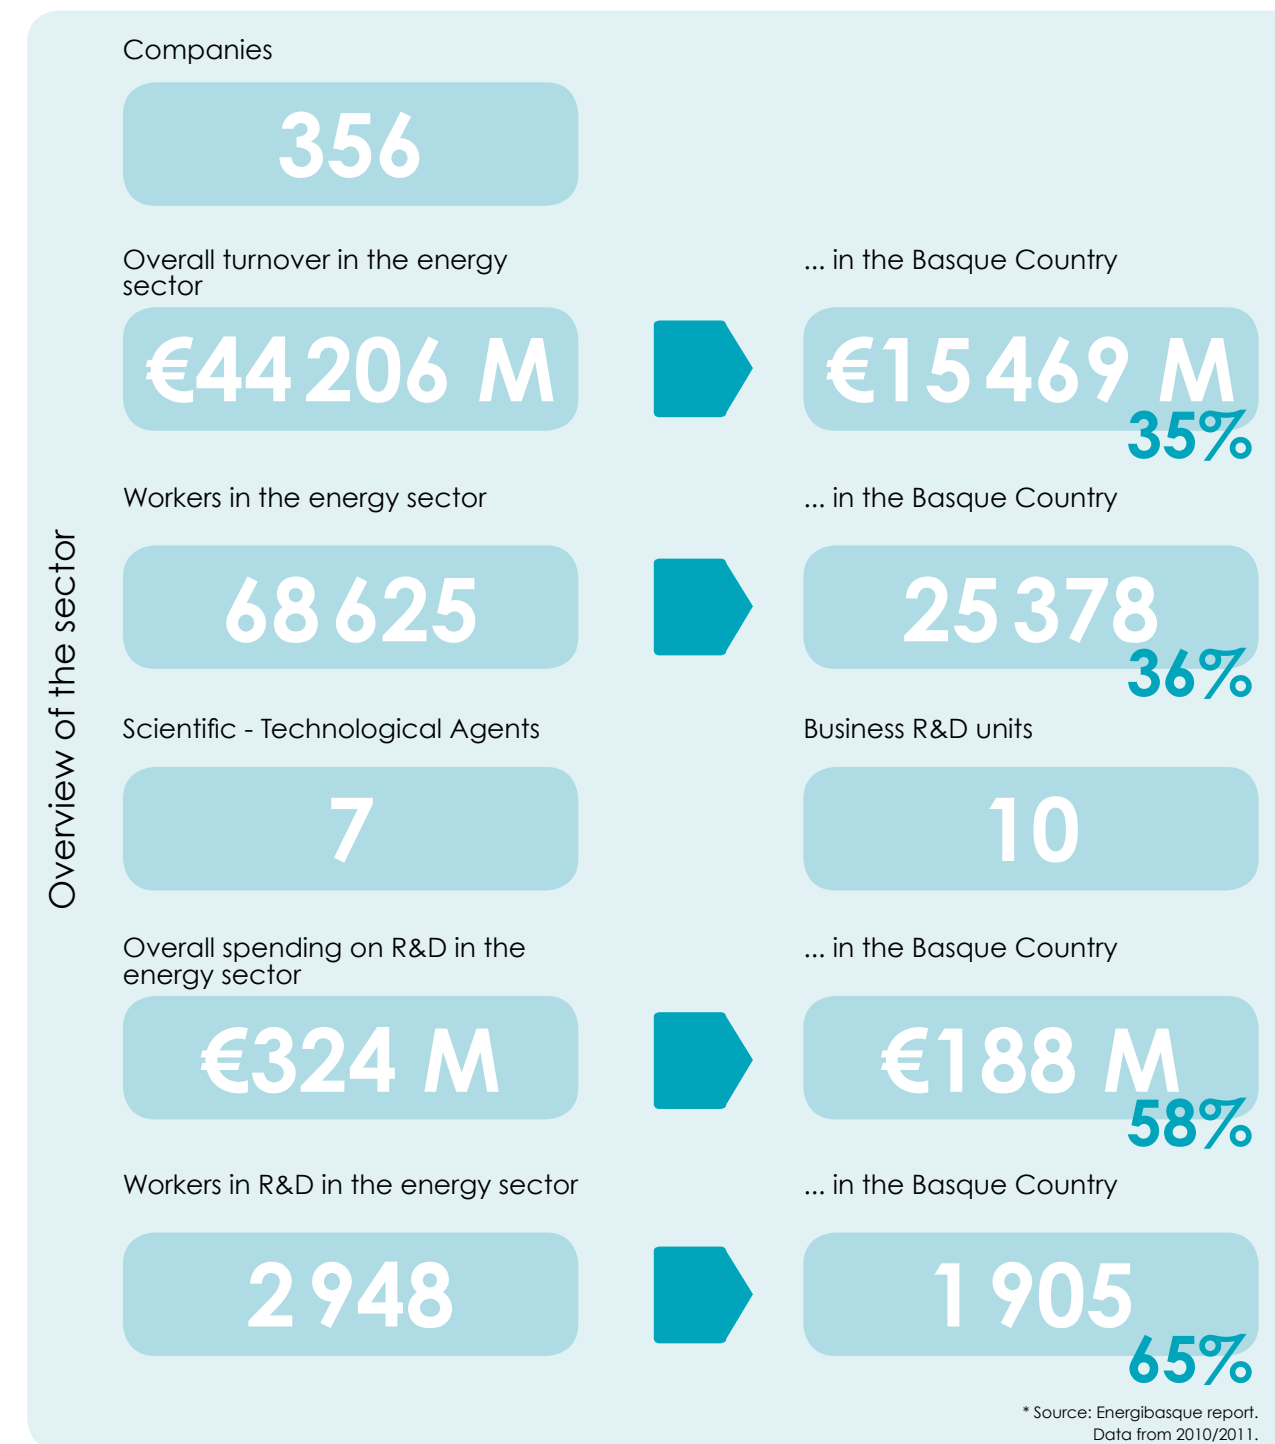 Overview of the sector
Companies
356
Overall turnover in the energy
sector
€44 206 M
... in the Basque Country
€15 469 M
35%
Workers in the energy sector
68 625
... in the Basque Country
25 378
36%
Scientific - Technological Agents
7
Business R&D units
10
Overall spending on R&D in the
energy sector
€324 M
... in the Basque Country
€188 M
58%
Workers in R&D in the energy sector
2 948
... in the Basque Country
1 905
65%
* Source: Energibasque report.
Data from 2010/2011.